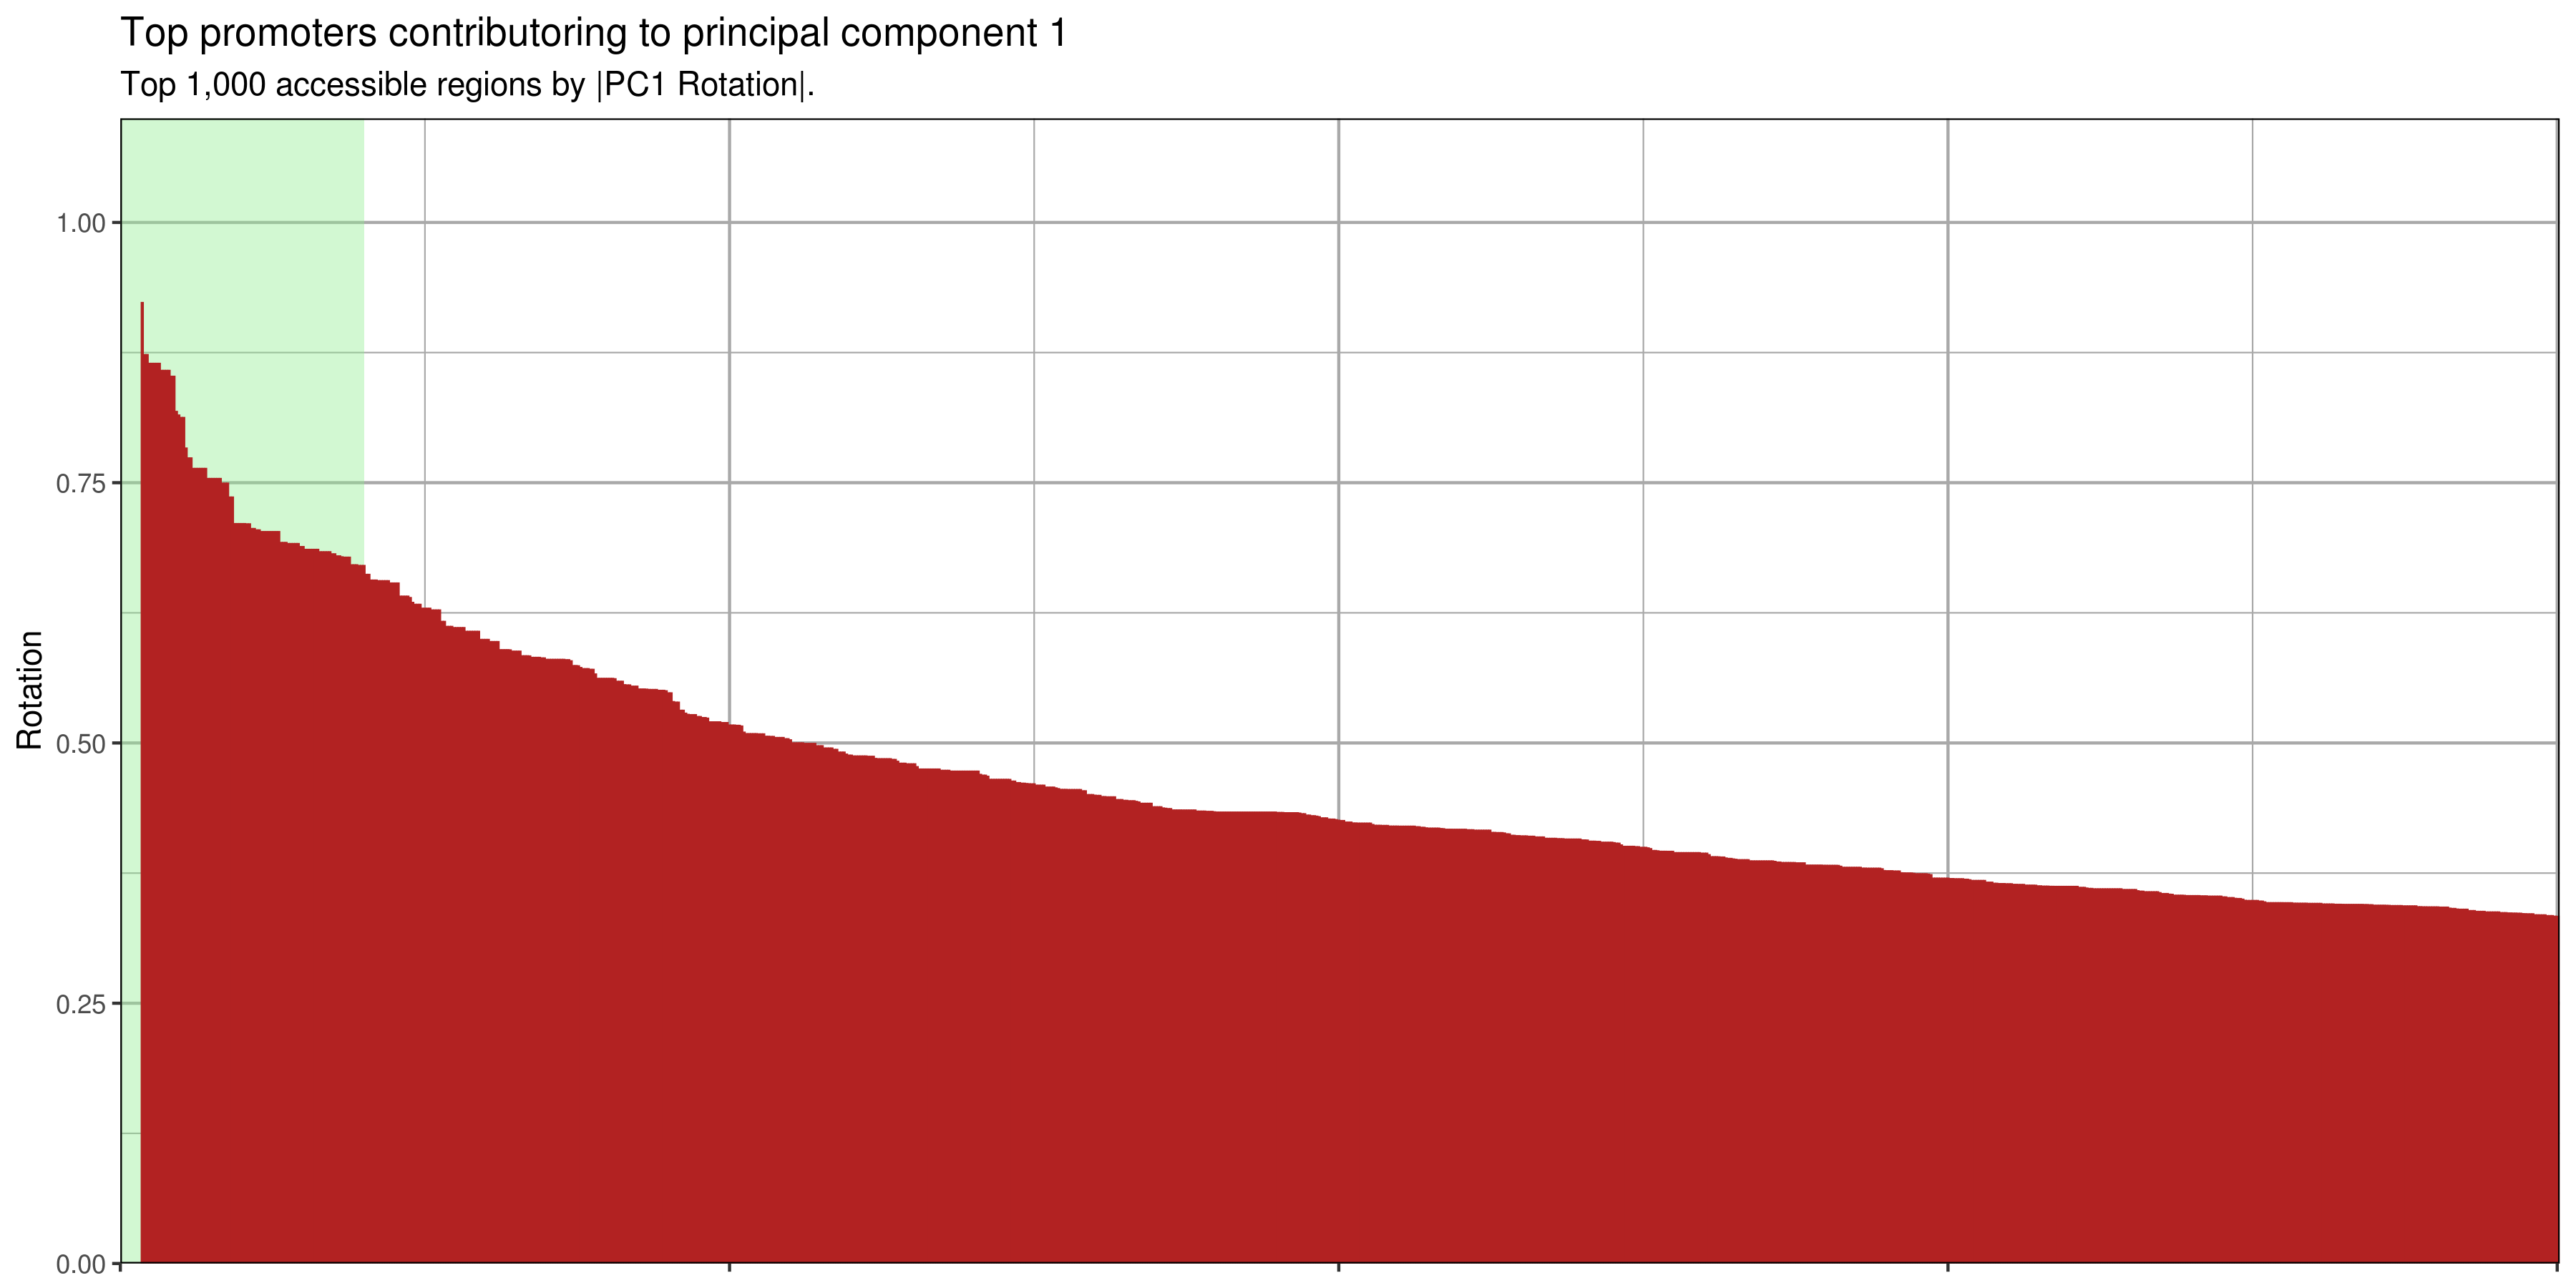 Top promoters contributoring to principal component 1
Top 1,000 accessible regions by |PC1 Rotation|.
1.00
0.75
0.50
0.25
0.00
Rotation